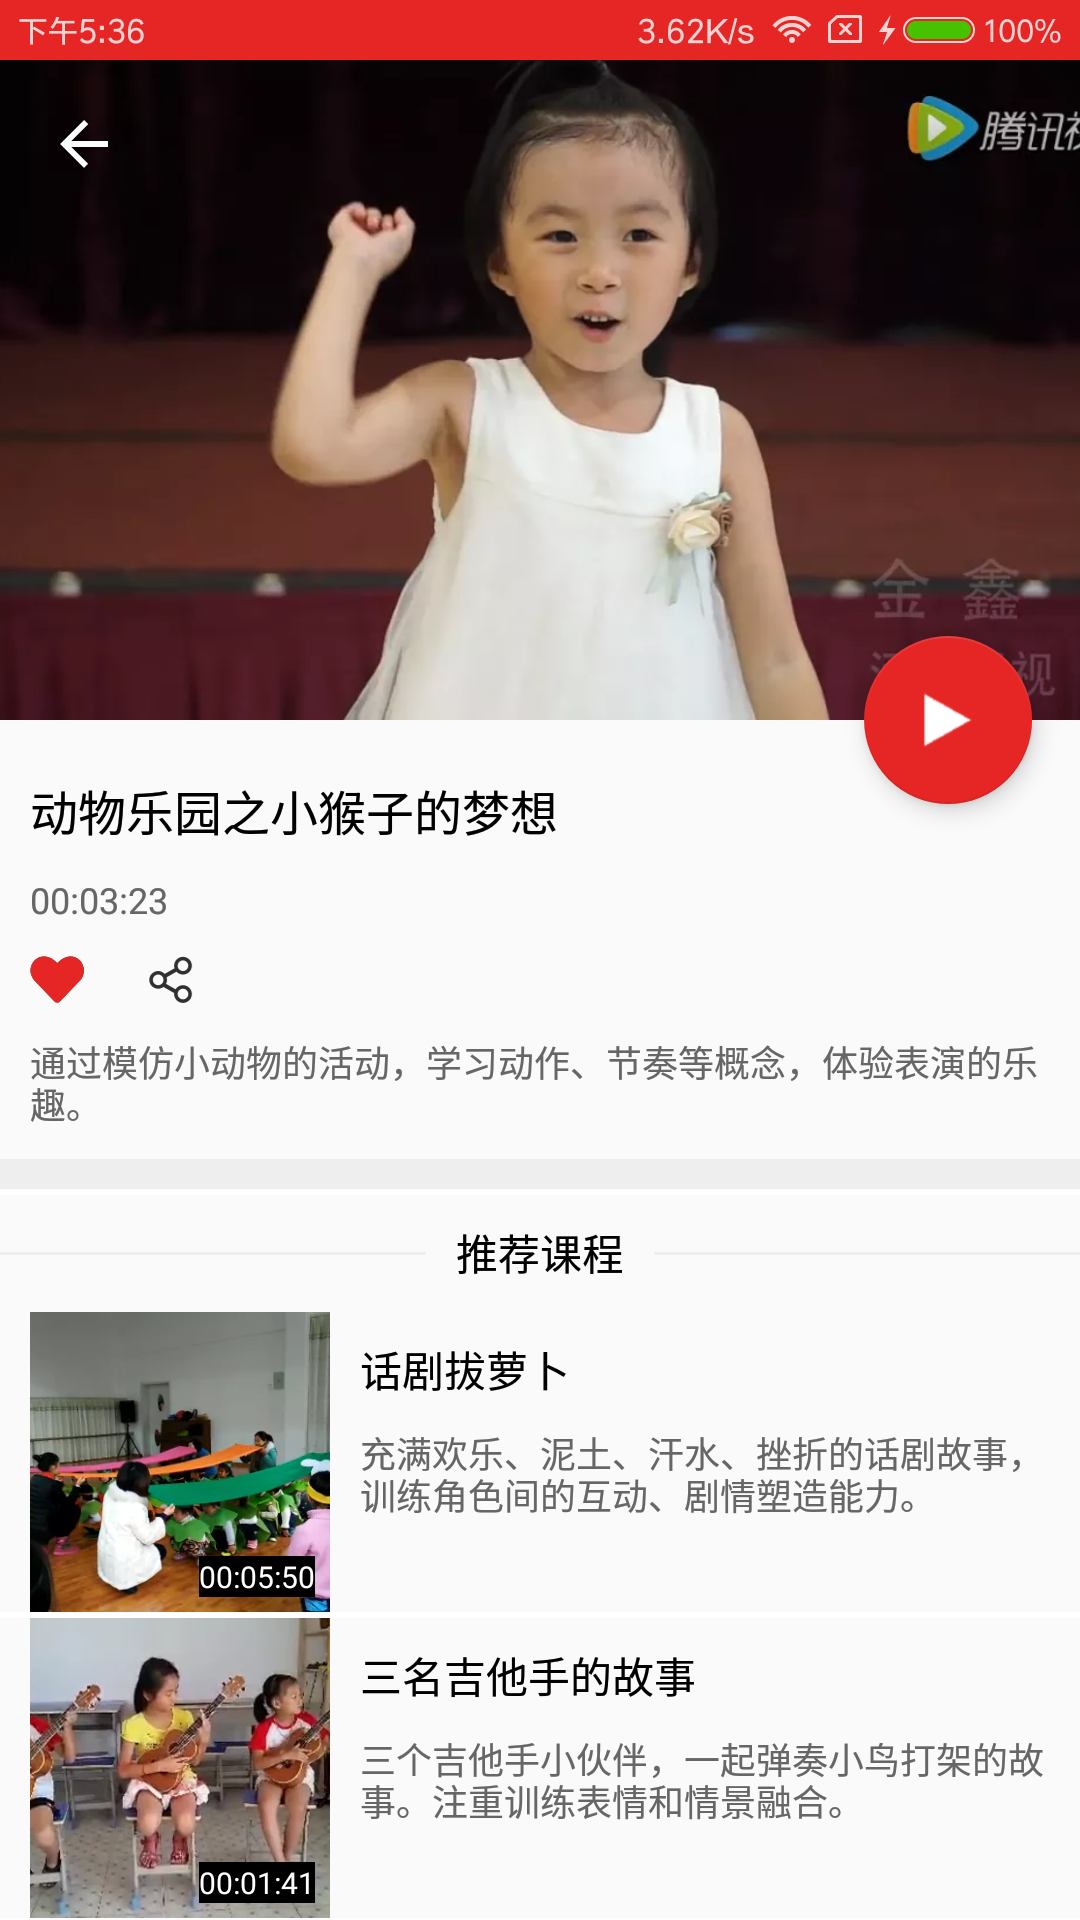 下午5:36 3.62K/s 100%
腾讯视
金 鑫
视
动物乐园之小猴子的梦想
00:03:23
通过模仿小动物的活动，学习动作、节奏等概念，体验表演的乐
趣。
推荐课程
话剧拔萝卜
充满欢乐、泥土、汗水、挫折的话剧故事，
训练角色间的互动、剧情塑造能力。
00:05:50
三名吉他手的故事
三个吉他手小伙伴，一起弹奏小鸟打架的故
事。注重训练表情和情景融合。
00:01:41